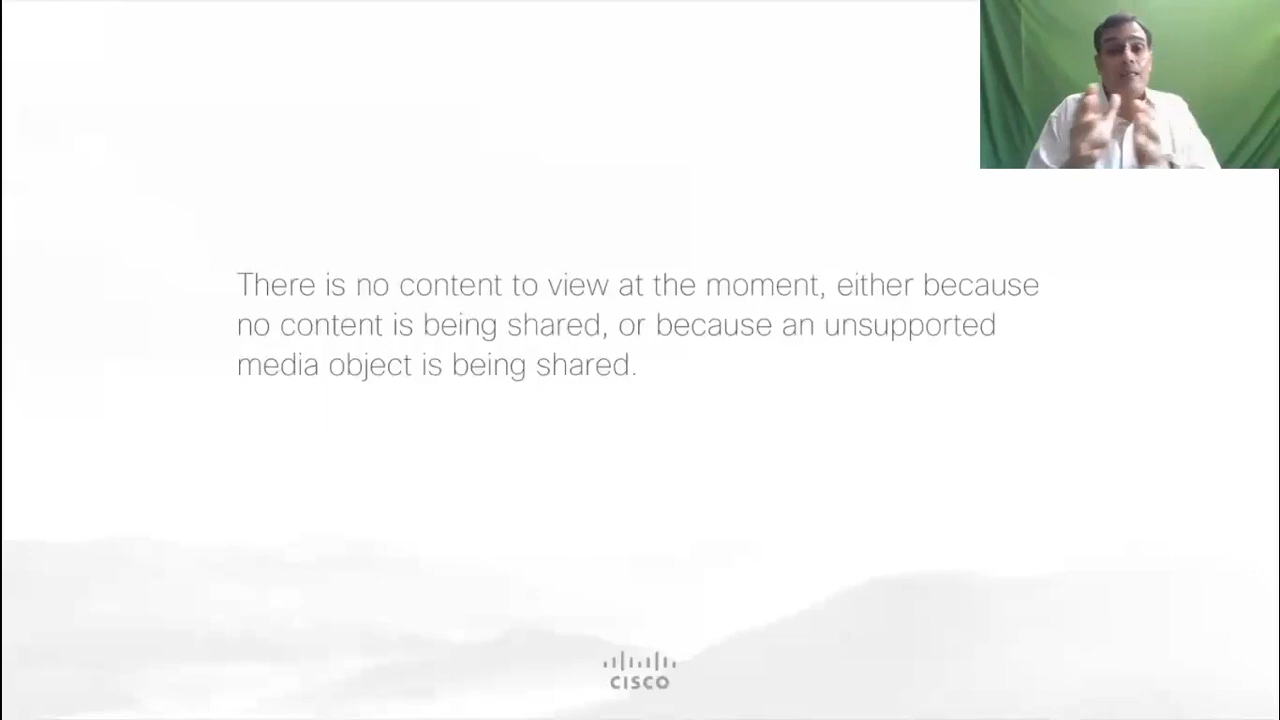 There is no content to view at the moment, either because
no content is being shared, or because an unsupported
media object is being shared.
CISCO